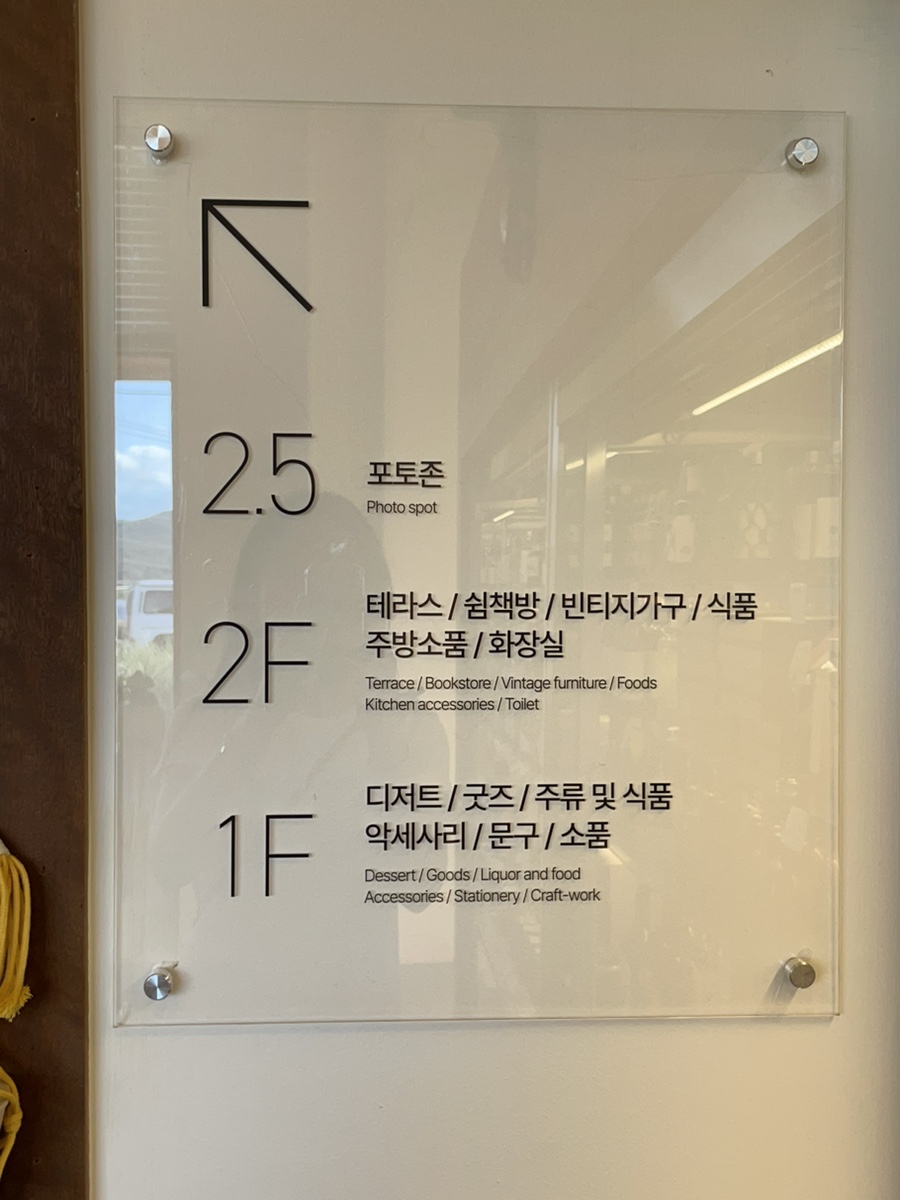 2.5
포토존
Photo spot
2F
테라스 / 쉼책방 / 빈티지가구 / 식품
주방소품 / 화장실
Terrace / Bookstore / Vintage furniture / Foods
Kitchen accessories / Toilet
1F
디저트 / 굿즈 / 주류 및 식품
악세사리 / 문구 / 소품
Dessert / Goods / Liquor and food
Accessories / Stationery / Craft-work